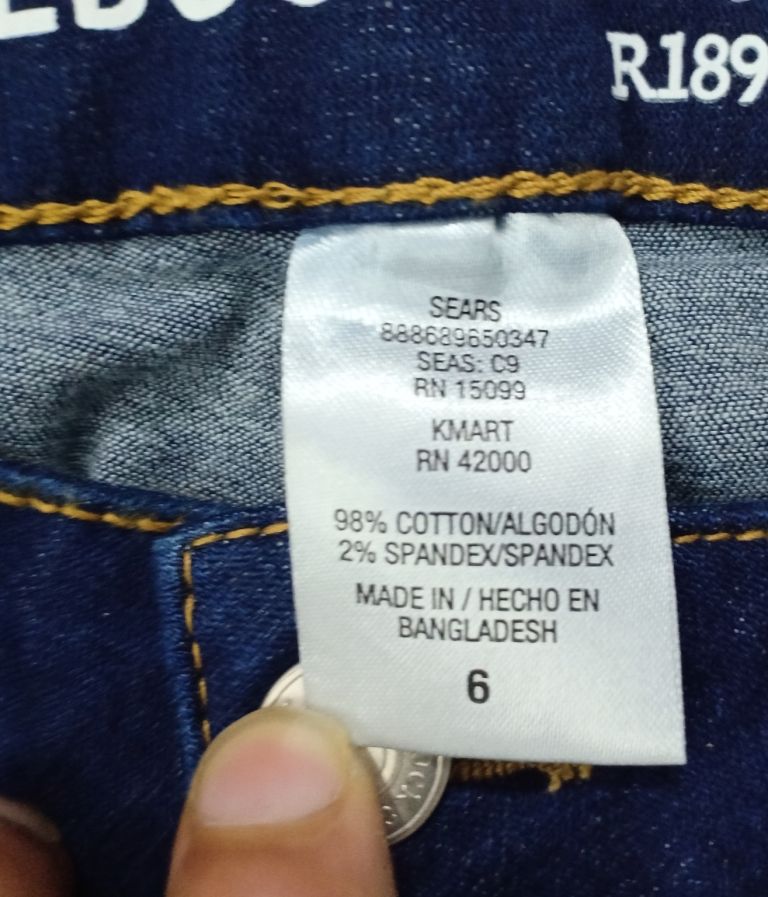 R189
SEARS
888689650347
SEAS: C9
RN 15099
KMART
RN 42000
98% COTTON/ALGODÓN
2% SPANDEX/SPANDEX
MADE IN / HECHO EN
BANGLADESH
6